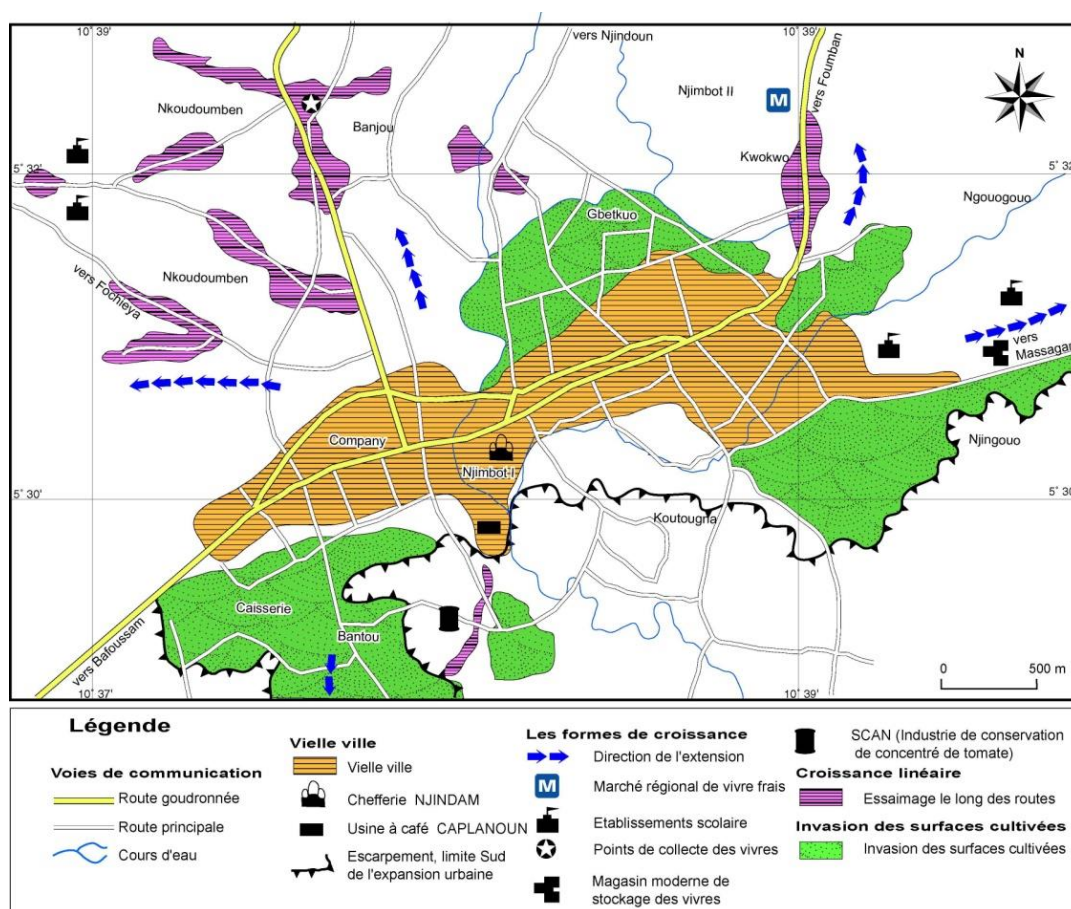 10° 39'
10° 39'
vers Njindoun
vers Foumban
N
Nkoudoumben
Banjou
Njimbot II
M
5° 32'
5° 32'
Kwokwo
Ngouogouo
Gbetkuo
vers Fochieya
Nkoudoumben
vers
Massagam
Company
Njimbot I
Njingouo
5° 30'
5° 30'
Koutougna
Caisserie
Bantou
vers Bafoussam
0 500 m
10° 37'
10° 39'
Légende
Voies de communication
Route goudronnée
Route principale
Cours d'eau
Vielle ville
Vielle ville
Chefferie NJINDAM
Usine à café CAPLANOUN
Escarpement, limite Sud
de l'expansion urbaine
Les formes de croissance
Direction de l'extension
M
Marché régional de vivre frais
Etablissements scolaire
Points de collecte des vivres
Magasin moderne de
stockage des vivres
SCAN (Industrie de conservation
de concentré de tomate)
Croissance linéaire
Essaimage le long des routes
Invasion des surfaces cultivées
Invasion des surfaces cultivées